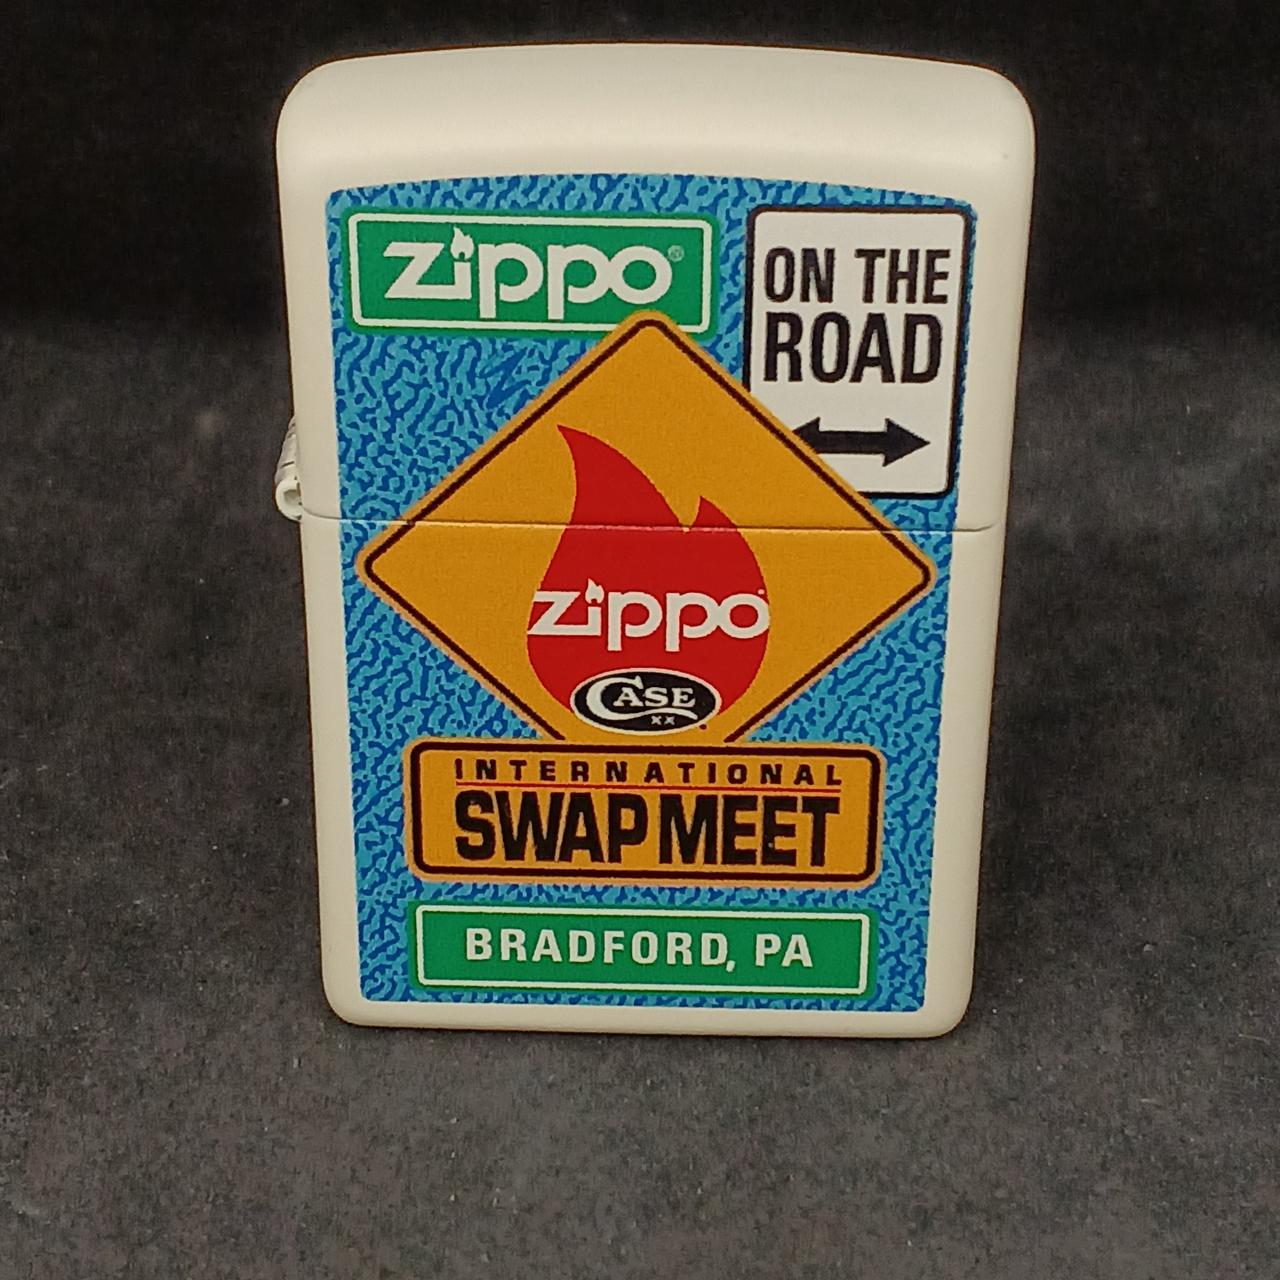 zippo®
ON THE
ROAD
zippo
CASE
XX
INTERNATIONAL
SWAP MEET
BRADFORD, PA